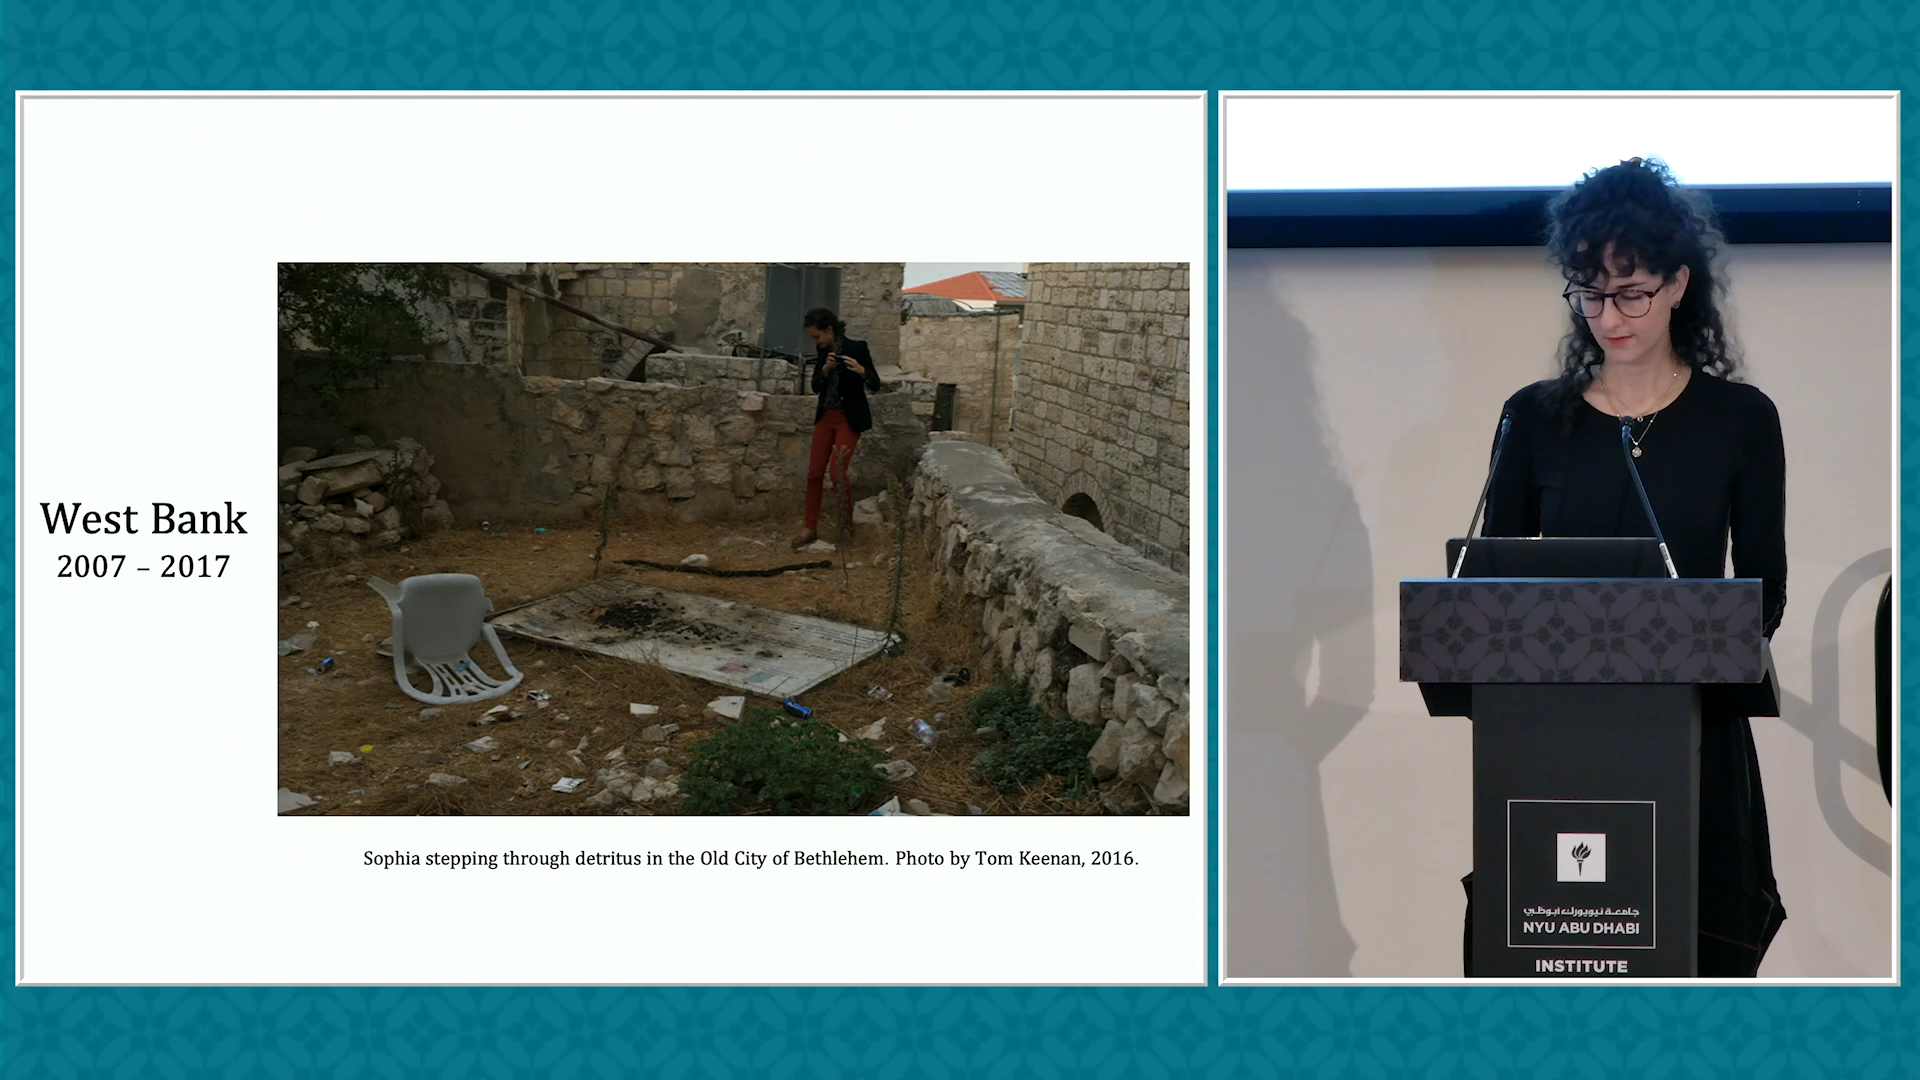 West Bank
2007 – 2017
Sophia stepping through detritus in the Old City of Bethlehem. Photo by Tom Keenan, 2016.
جامعة نيويورك أبوظبي
NYU ABU DHABI
INSTITUTE